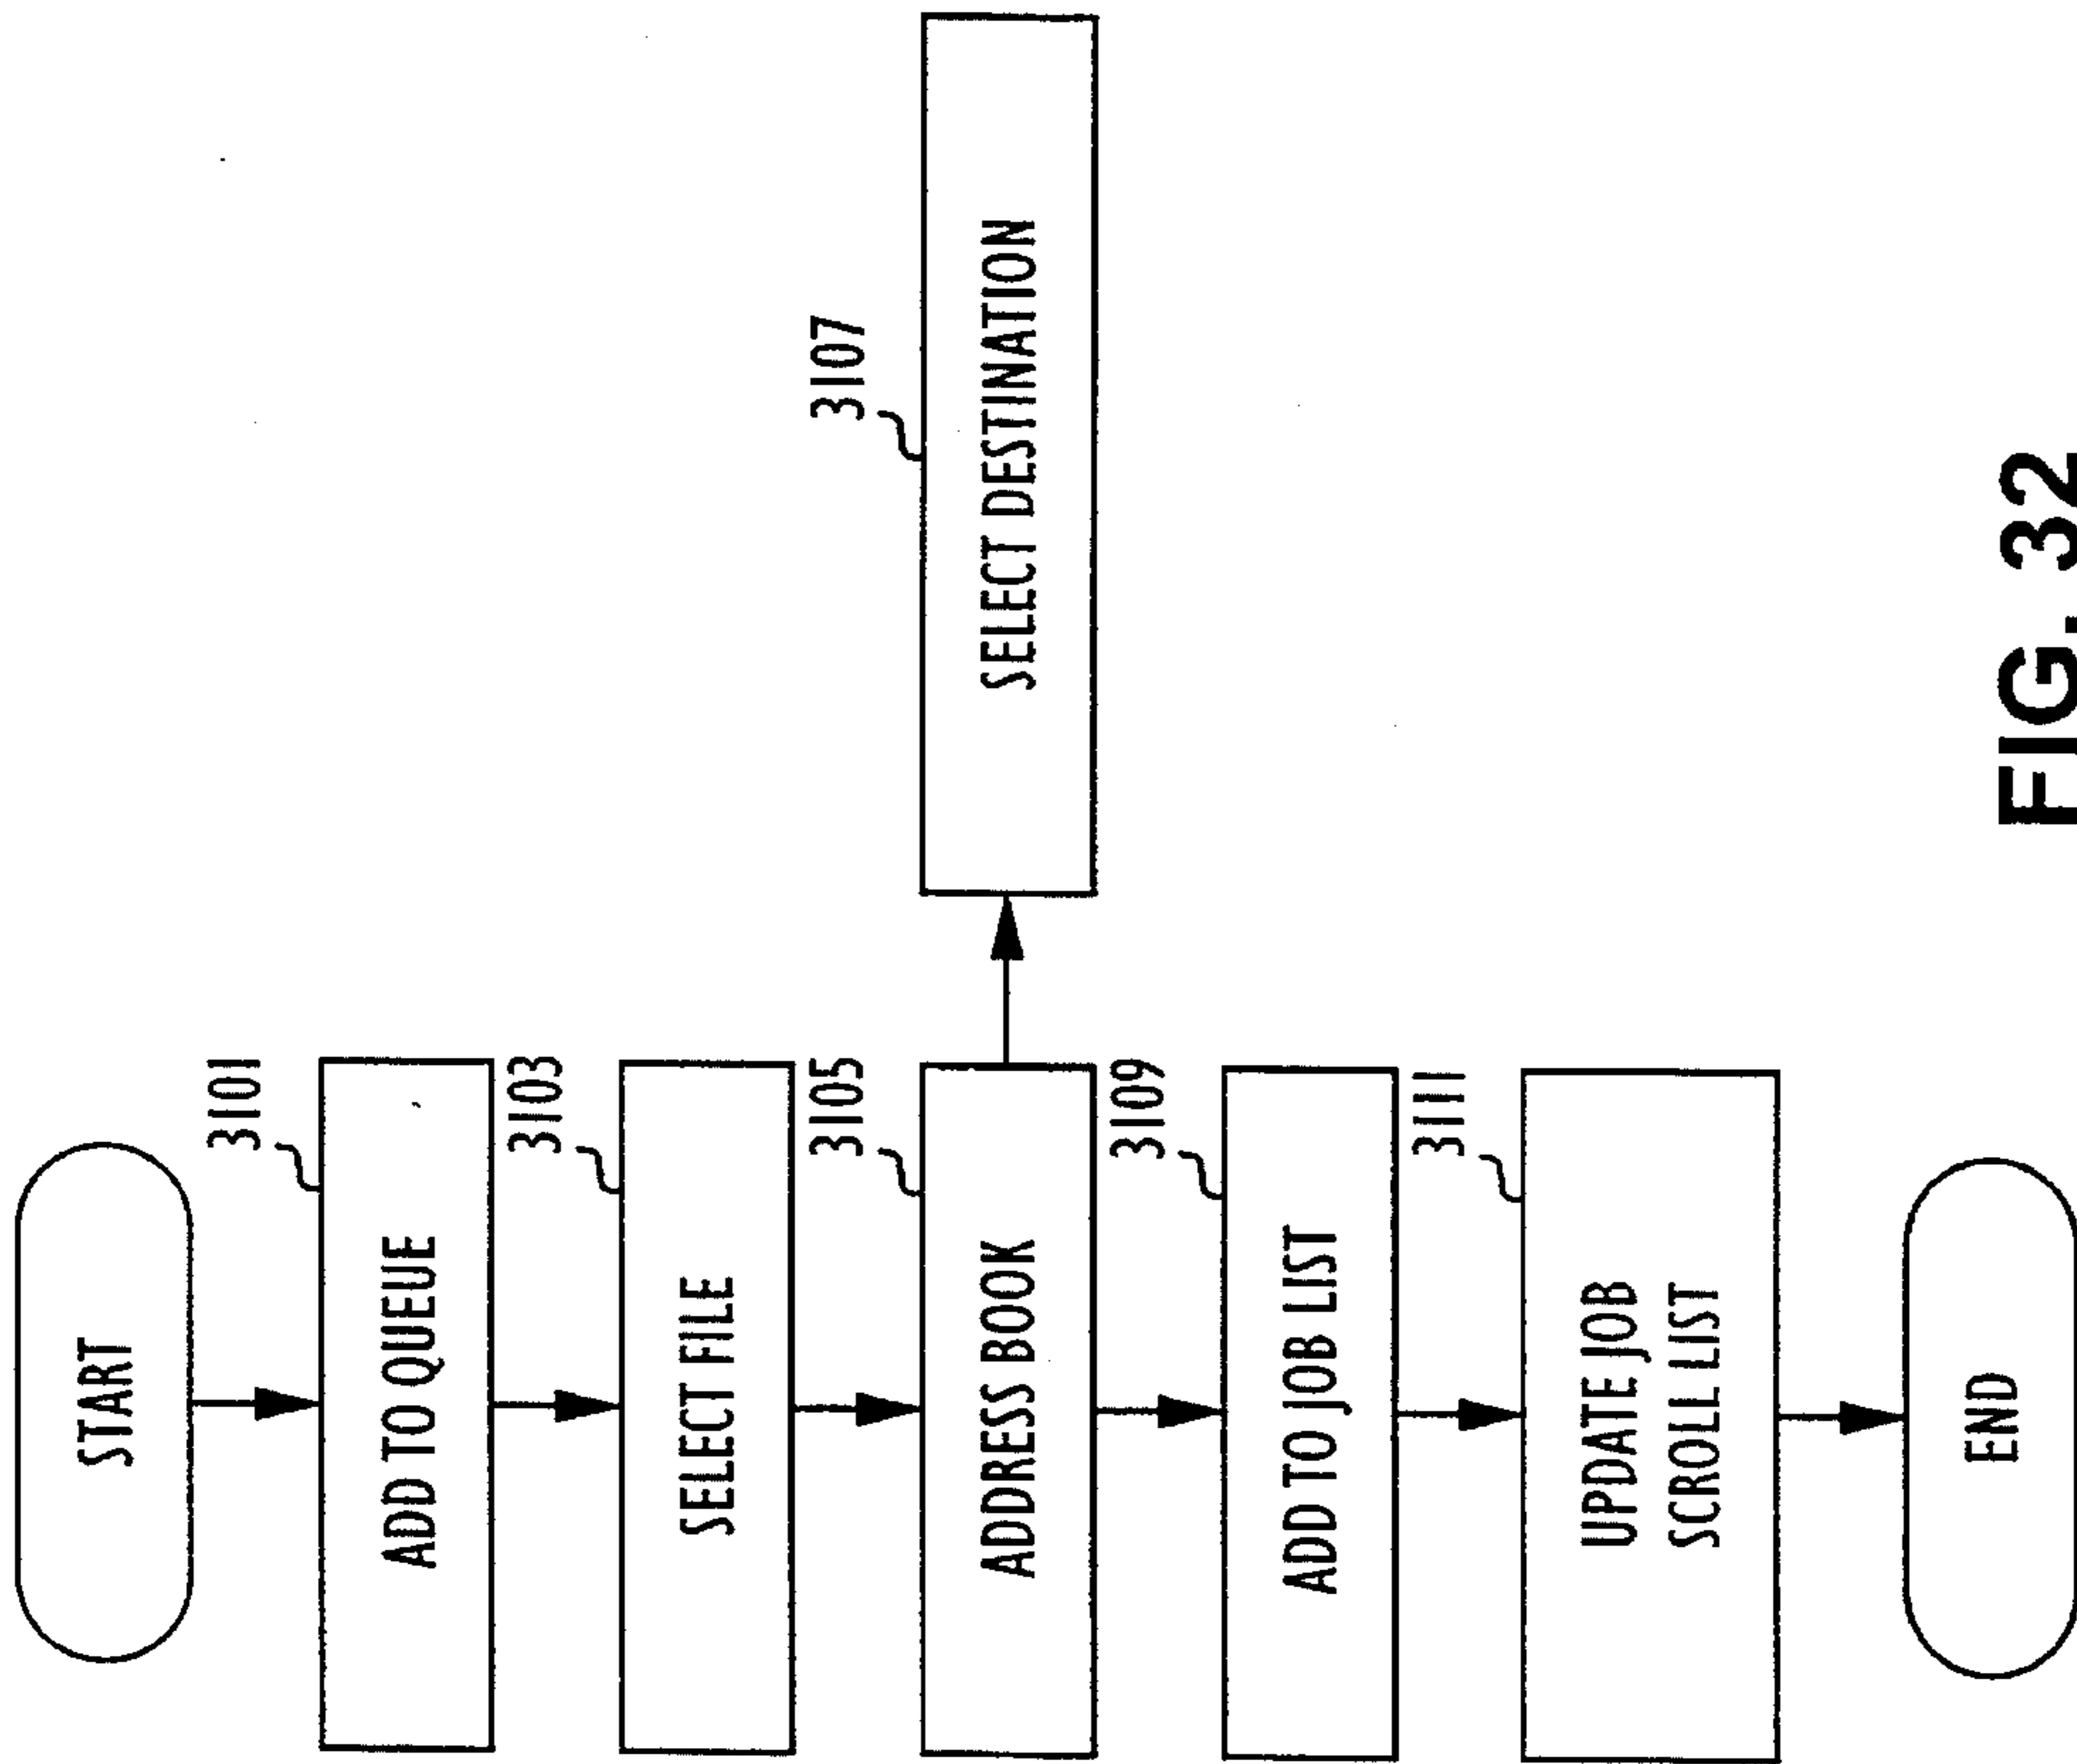 START
3101
ADD TO QUEUE
3103
SELECT FILE
3105
ADDRESS BOOK
3107
SELECT DESTINATION
3109
ADD TO JOB LIST
3111
UPDATE JOB
SCROLL LIST
END
FIG. 32